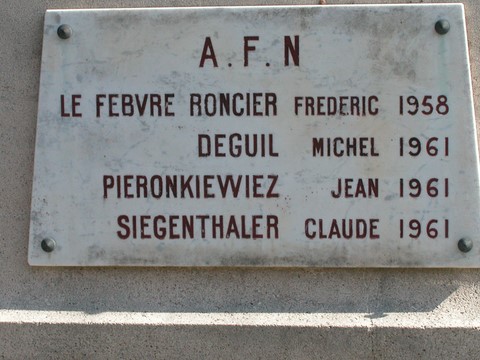 A.F.N
LE FEBVRE RONCIER FREDERIC 1958
DEGUIL MICHEL 1961
PIERONKIEWIEZ JEAN 1961
SIEGENTHALER CLAUDE 1961